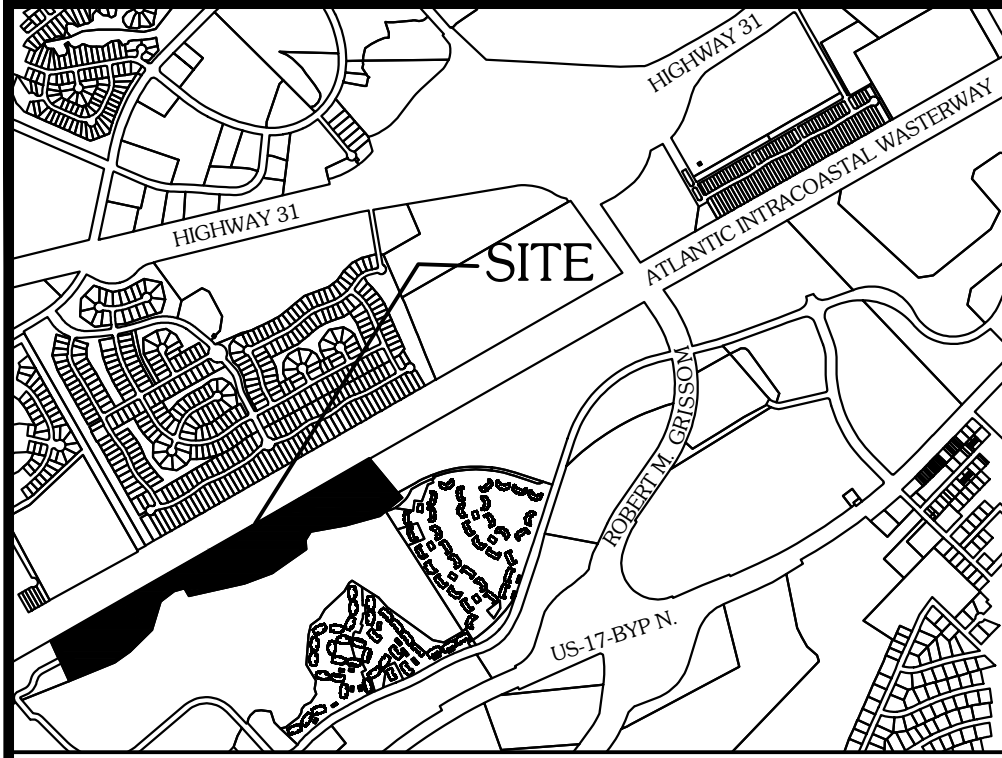 HIGHWAY 31
ATLANTIC INTRACOASTAL WASTERWAY
HIGHWAY 31
SITE
ROBERT M. GRISSOM
US-17-BYP N.